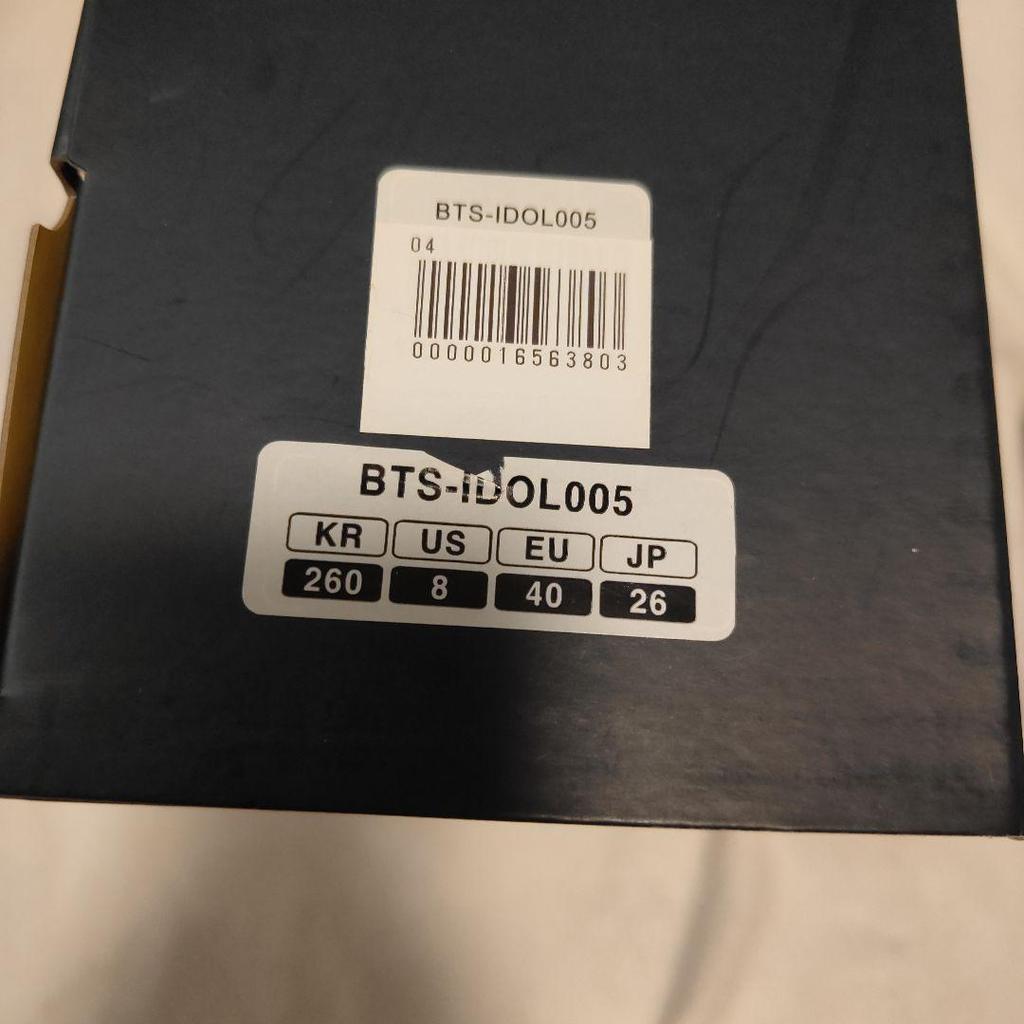 BTS-IDOL005
04
0000016563803
BTS-IDOL005
KR US EU JP
260 8 40 26